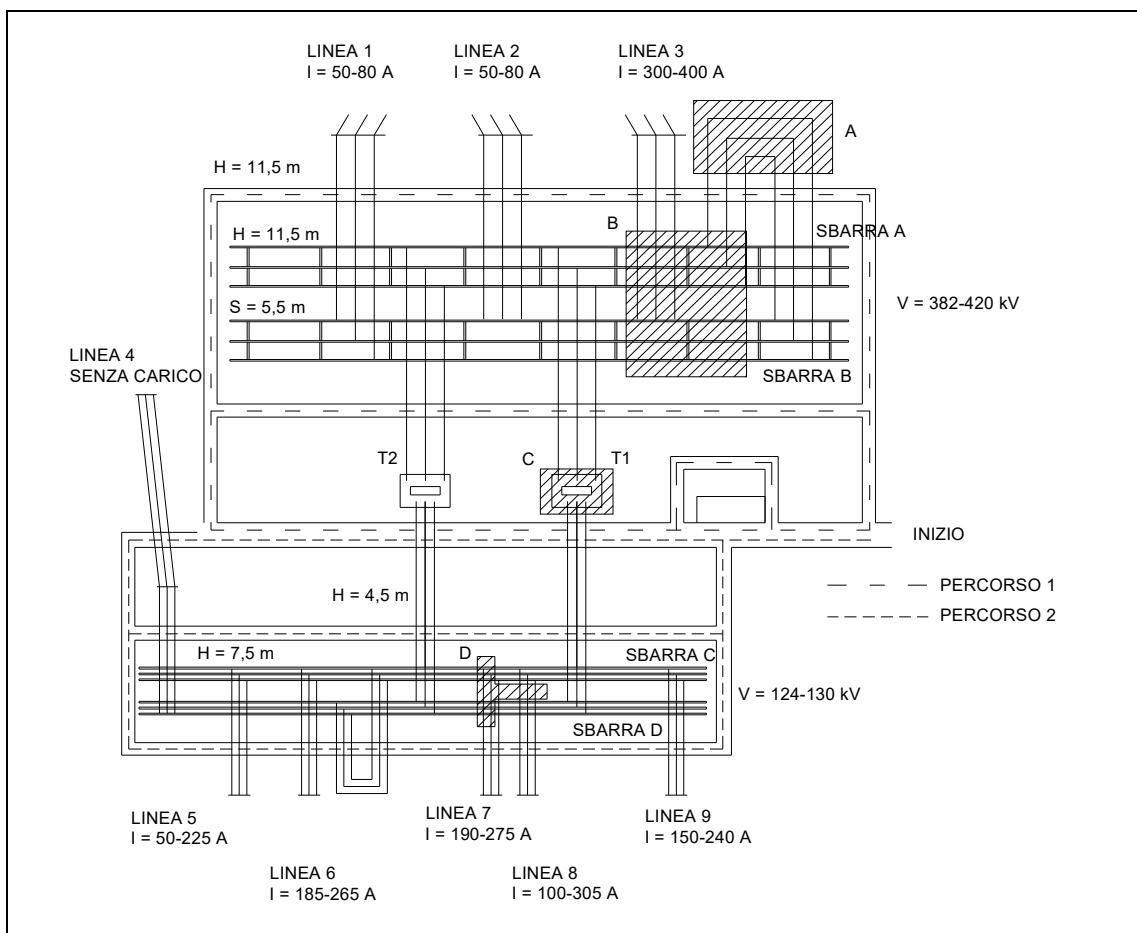 LINEA 1
I = 50-80 A
LINEA 2
I = 50-80 A
LINEA 3
I = 300-400 A
A
H = 11,5 m
B
H = 11,5 m
SBARRA A
S = 5,5 m
V = 382-420 kV
LINEA 4
SENZA CARICO
SBARRA B
T2
C
T1
INIZIO
PERCORSO 1
H = 4,5 m
PERCORSO 2
H = 7,5 m
D
SBARRA C
V = 124-130 kV
SBARRA D
LINEA 5
I = 50-225 A
LINEA 7
I = 190-275 A
LINEA 9
I = 150-240 A
LINEA 6
I = 185-265 A
LINEA 8
I = 100-305 A